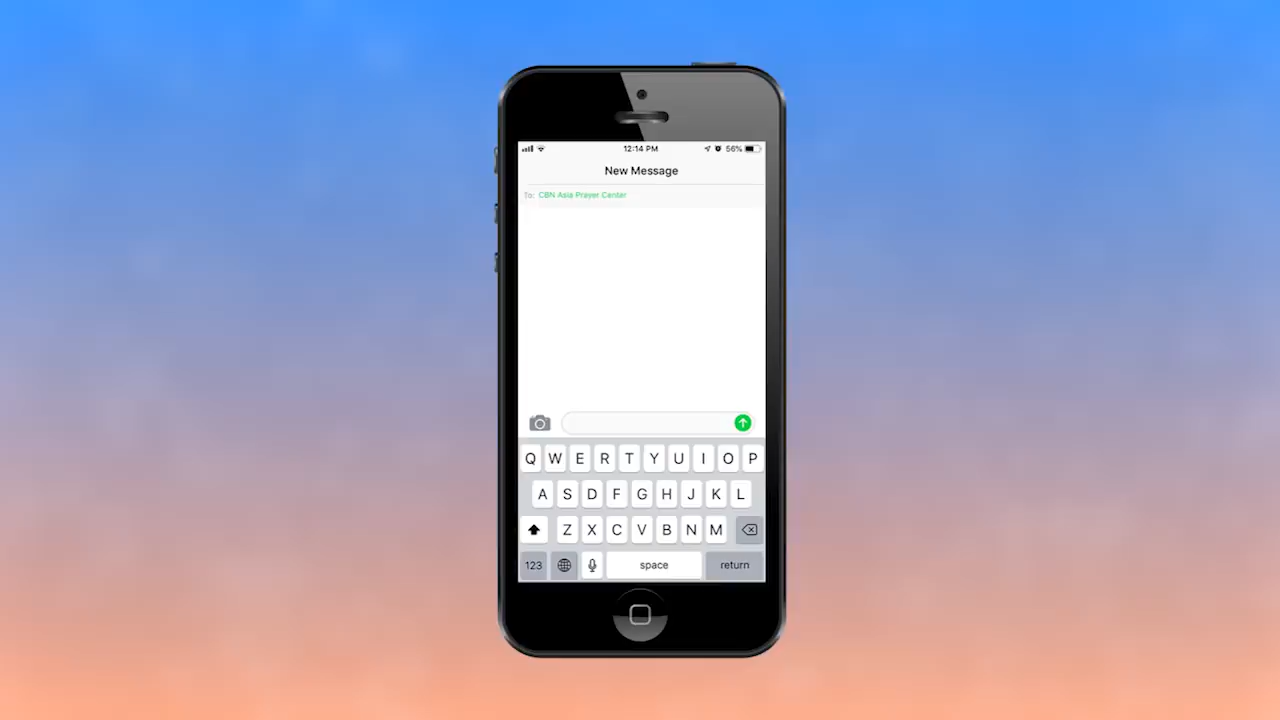 12:14 PM 56%
New Message
To: CBN Asia Prayer Center
Q W E R T Y U I O P
A S D F G H J K L
Z X C V B N M
123 space return